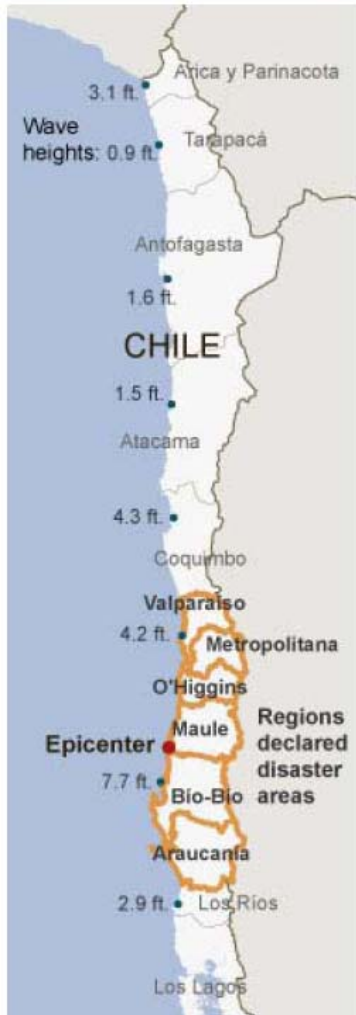 Arica y Parinacota
3.1 ft.
Wave
heights: 0.9 ft.
Tarapacá
Antofagasta
1.6 ft.
CHILE
1.5 ft.
Atacama
4.3 ft.
Coquimbo
Valparaíso
4.2 ft.
Metropolitana
O'Higgins
Maule
Regions
declared
disaster
areas
Epicenter
7.7 ft.
Bío-Bío
Araucanía
2.9 ft.
Los Ríos
Los Lagos